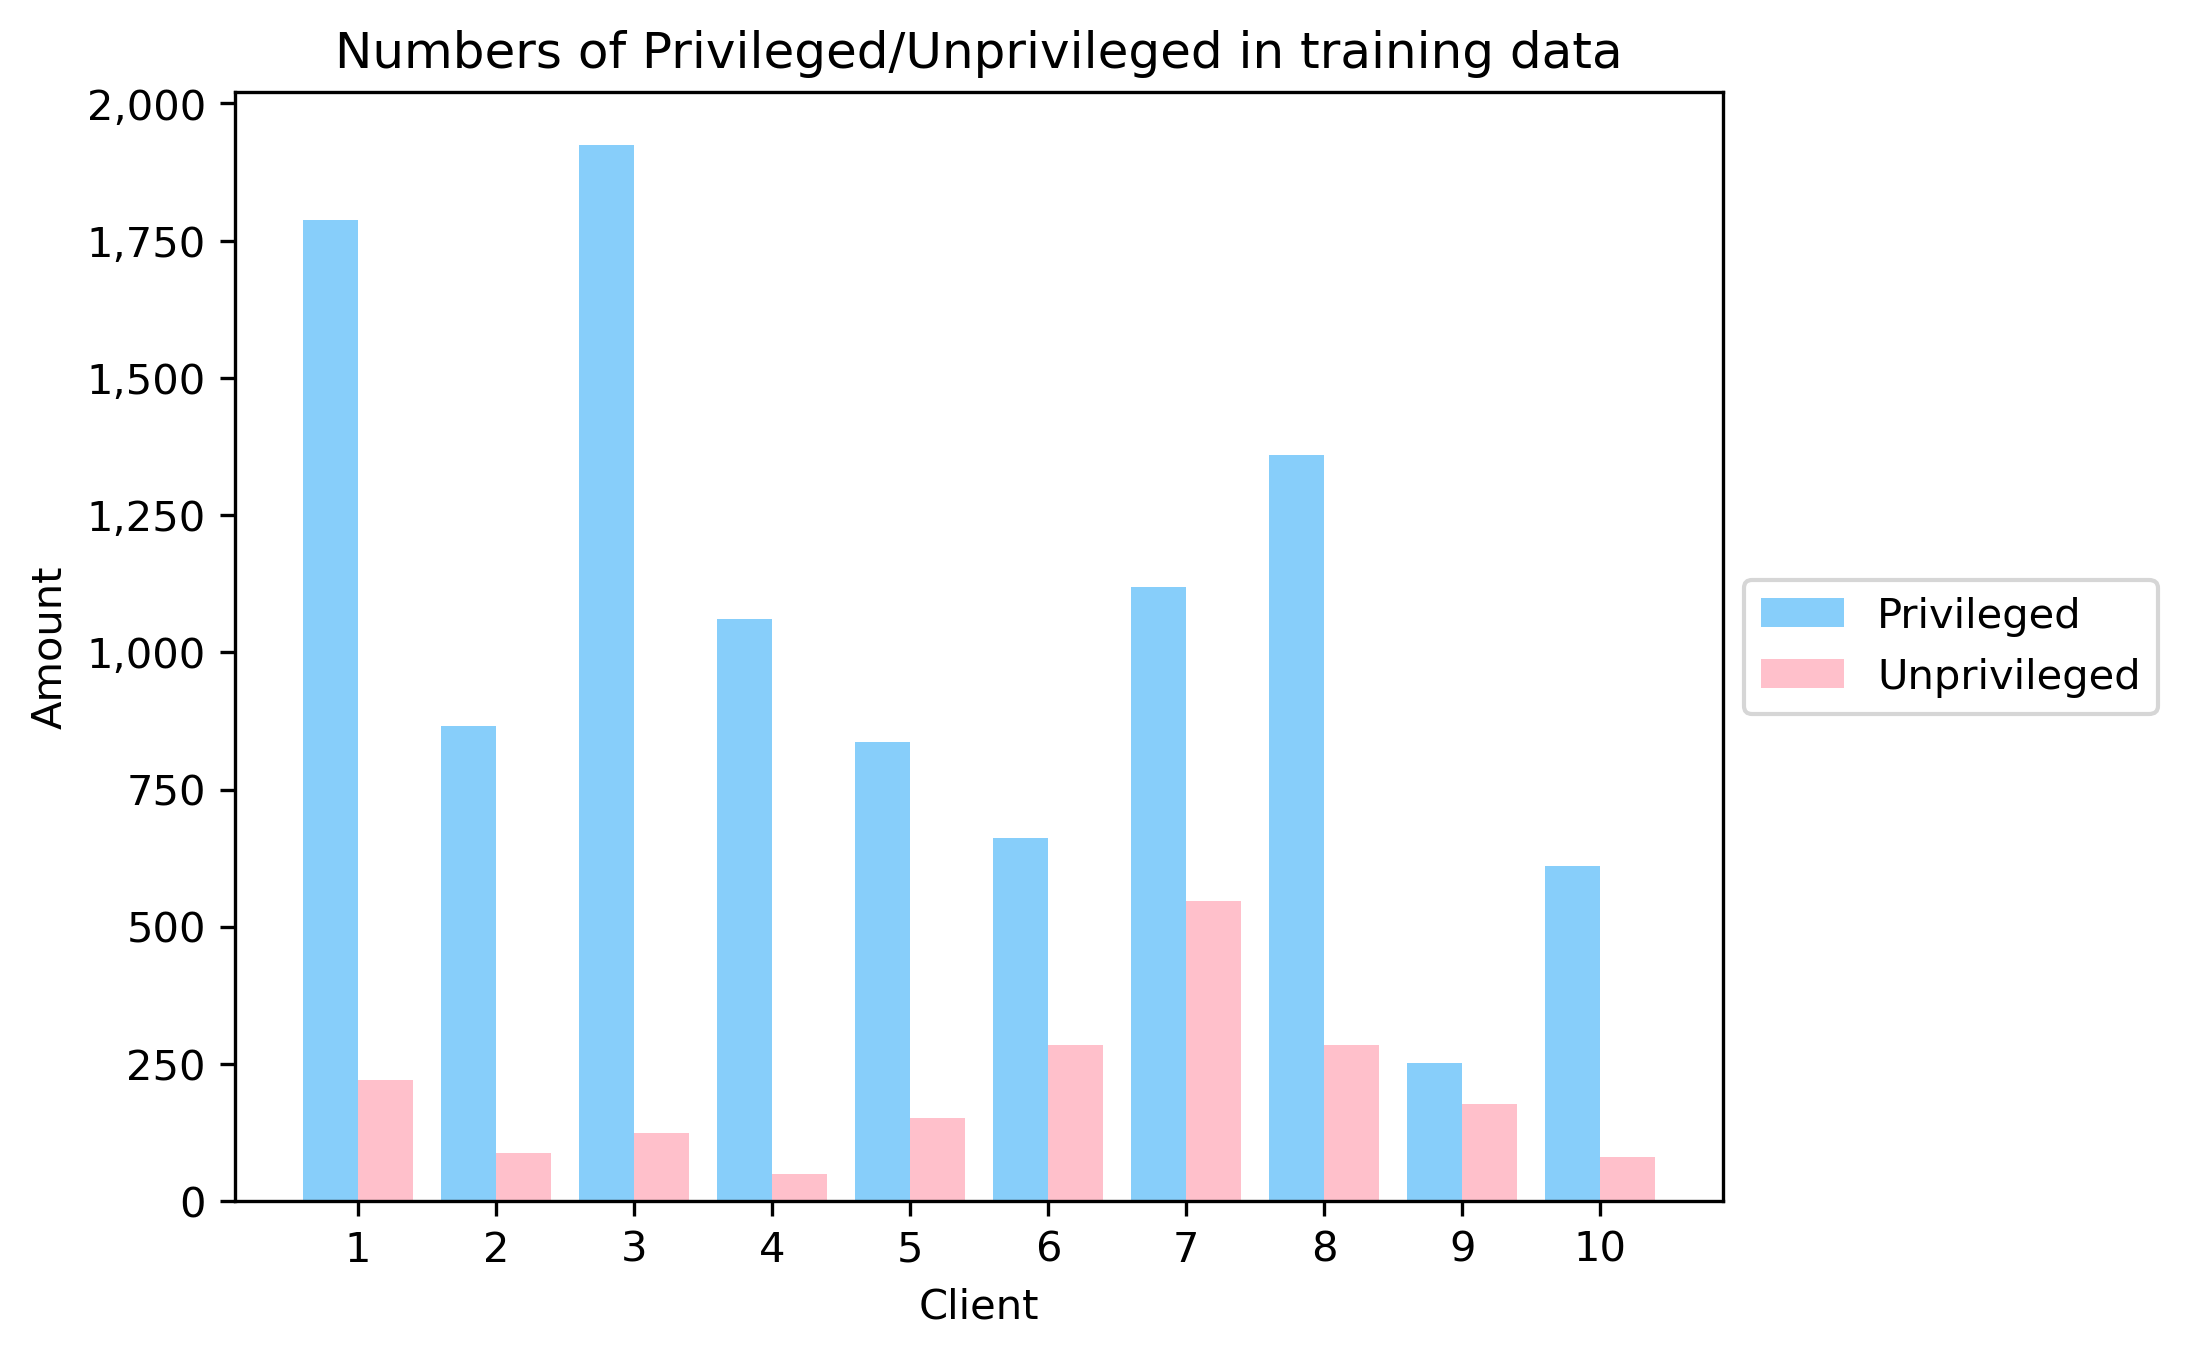 Numbers of Privileged/Unprivileged in training data
2,000
1,750
1,500
1,250
1,000
750
500
250
0
Amount
1 2 3 4 5 6 7 8 9 10
Client
Privileged
Unprivileged